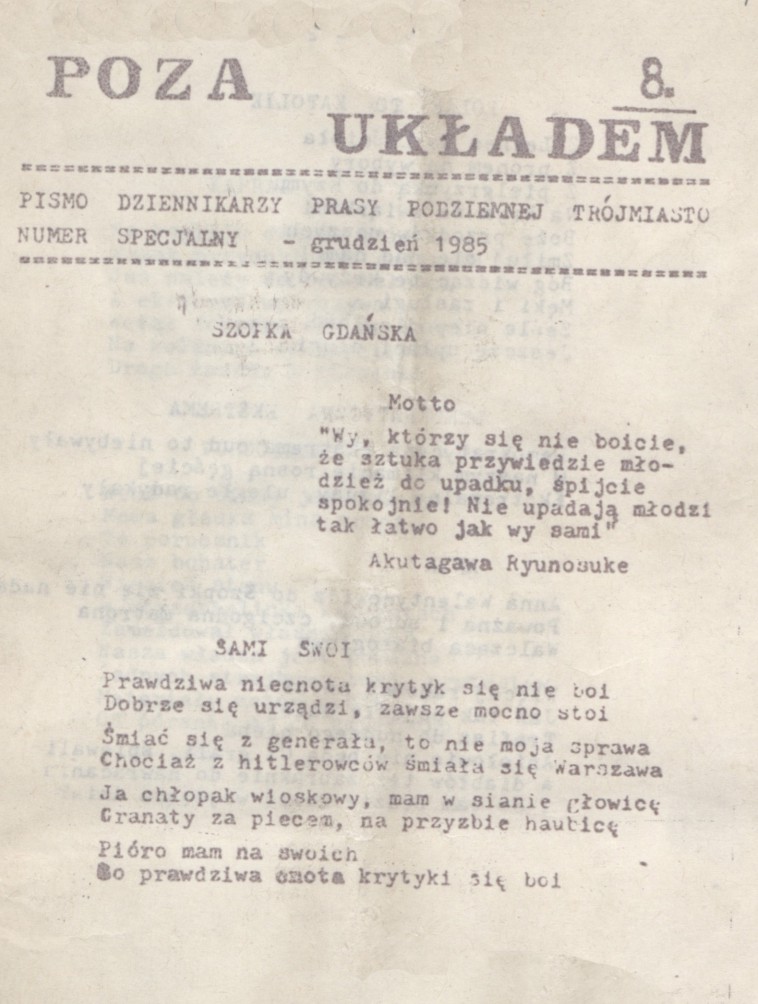 POZA 8.
UKŁADEM
PISMO DZIENNIKARZY PRASY PODZIEMNEJ TRÓJMIASTO
NUMER SPECJALNY - grudzień 1985
SZOPKA GDAŃSKA
Motto
"Wy, którzy się nie boicie,
że sztuka przywiedzie mło-
dzież do upadku, śpijcie
spokojnie! Nie upadają młodzi
tak łatwo jak wy sami"
Akutagawa Ryunosuke
SAMI SWOI
Prawdziwa niecnota krytyk się nie boi
Dobrze się urządzi, zawsze mocno stoi
Śmiać się z generała, to nie moja sprawa
Chociaż z hitlerowców śmiała się Warszawa
Ja chłopak wioskowy, mam w sianie głowicę
Granaty za piecem, na przyzbie haubicę
Pióro mam na swoich
Bo prawdziwa cnota krytyki się boi